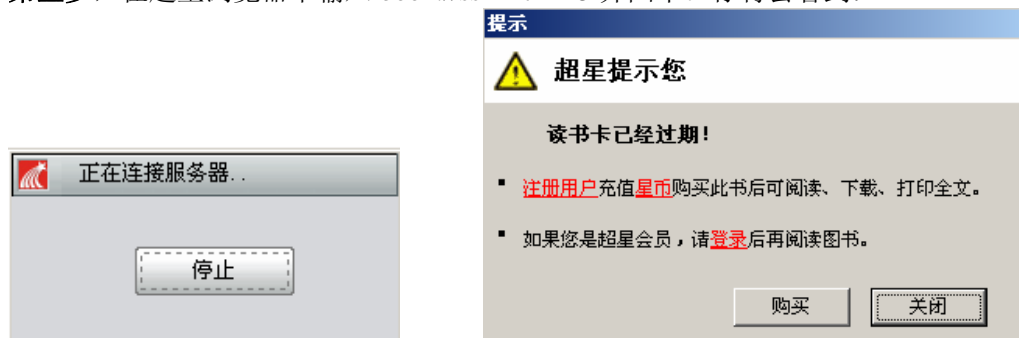 提示
超星提示您
读书卡已经过期!
正在连接服务器..
注册用户充值星币购买此书后可阅读、下载、打印全文。
如果您是超星会员,请登录后再阅读图书。
停止
购买
关闭